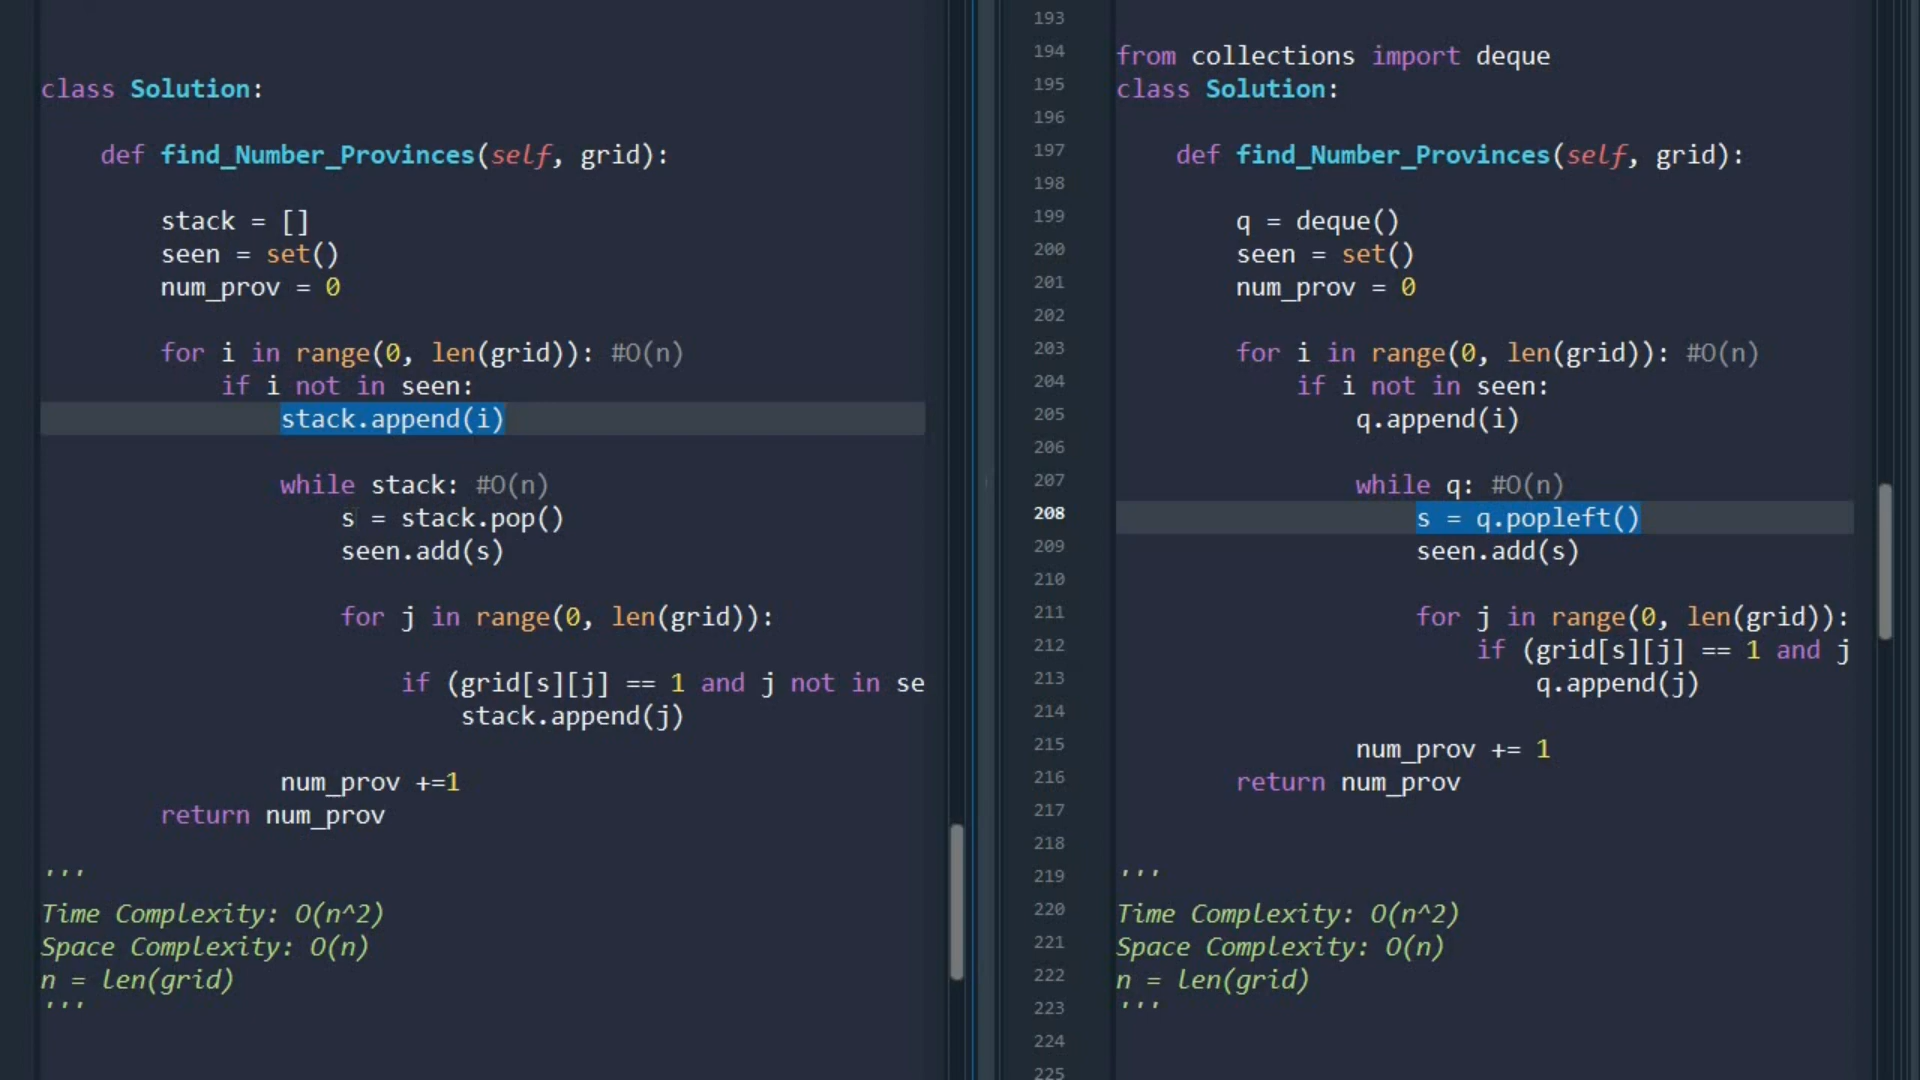 class Solution:
def find_Number_Provinces(self, grid):
stack = []
seen = set()
num_prov = 0
for i in range(0, len(grid)): #O(n)
if i not in seen:
stack.append(i)
while stack: #O(n)
s = stack.pop()
seen.add(s)
for j in range(0, len(grid)):
if (grid[s][j] == 1 and j not in se
stack.append(j)
num_prov +=1
return num_prov
'''
Time Complexity: O(n^2)
Space Complexity: O(n)
n = len(grid)
'''
193
194 from collections import deque
195 class Solution:
196
197 def find_Number_Provinces(self, grid):
198
199 q = deque()
200 seen = set()
201 num_prov = 0
202
203 for i in range(0, len(grid)): #O(n)
204 if i not in seen:
205 q.append(i)
206
207 while q: #O(n)
208 s = q.popleft()
209 seen.add(s)
210
211 for j in range(0, len(grid)):
212 if (grid[s][j] == 1 and j
213 q.append(j)
214
215 num_prov += 1
216 return num_prov
217
218
219 '''
220 Time Complexity: O(n^2)
221 Space Complexity: O(n)
222 n = len(grid)
223 '''
224
225